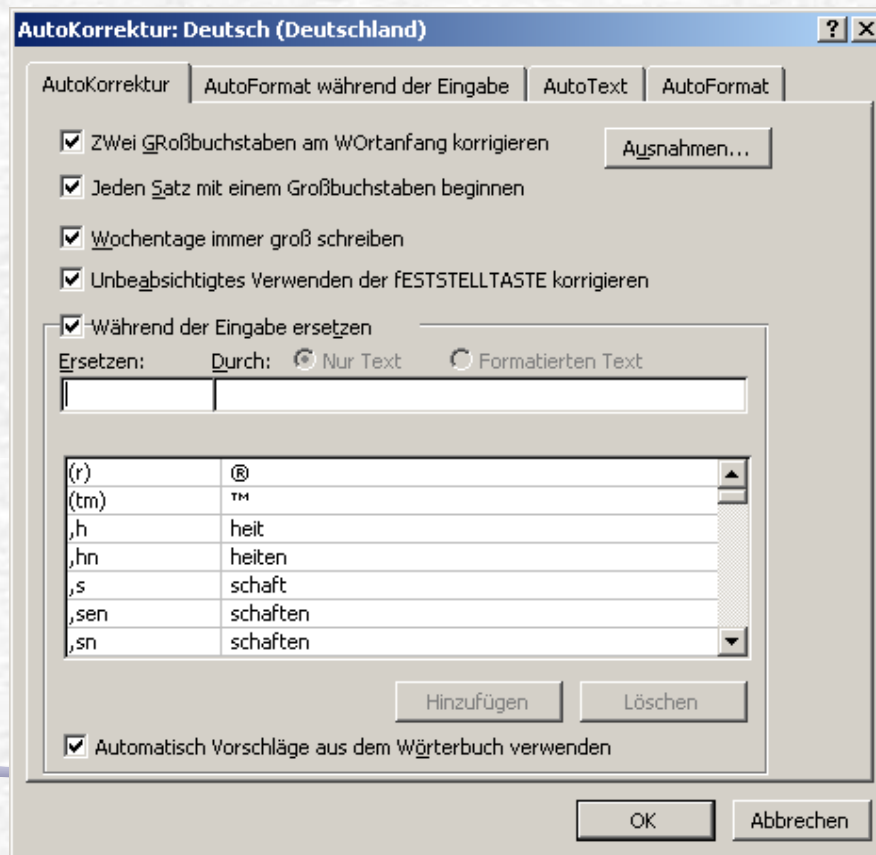 AutoKorrektur: Deutsch (Deutschland)
AutoKorrektur AutoFormat während der Eingabe AutoText AutoFormat
ZWei GRoßbuchstaben am WOrtanfang korrigieren Ausnahmen...
Jeden Satz mit einem Großbuchstaben beginnen
Wochentage immer groß schreiben
Unbeabsichtigtes Verwenden der fESTSTELLTASTE korrigieren
Während der Eingabe ersetzen
Ersetzen: Durch: Nur Text Formatierten Text
(r) ®
(tm) ™
,h heit
,hn heiten
,s schaft
,sen schaften
,sn schaften
Hinzufügen Löschen
Automatisch Vorschläge aus dem Wörterbuch verwenden
OK Abbrechen